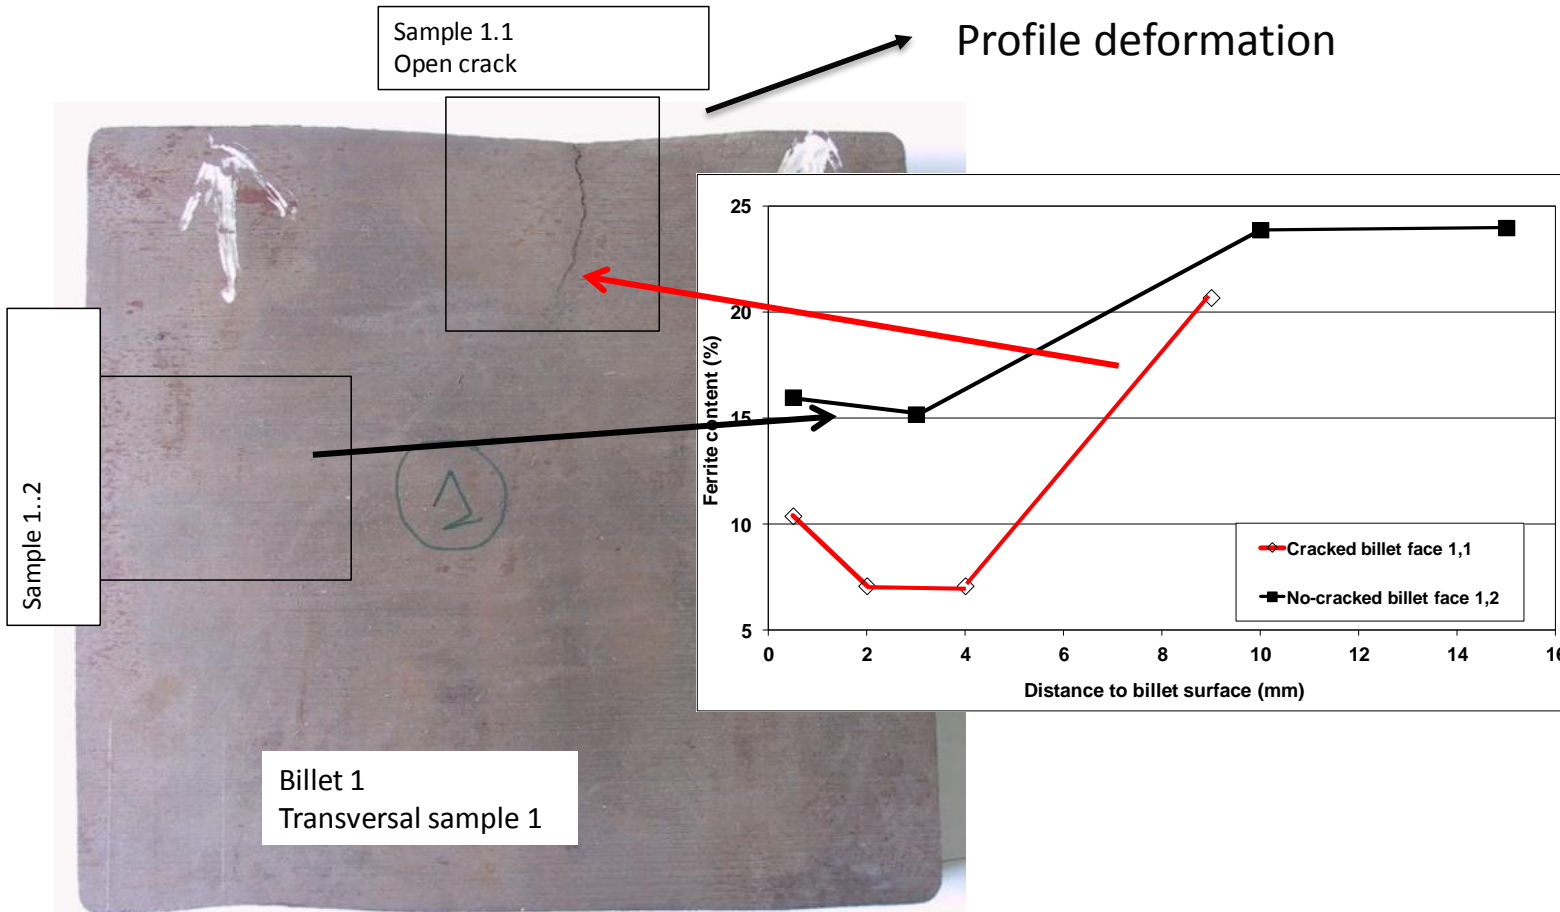 Sample 1.1
Open crack
Profile deformation
Sample 1..2
1
Billet 1
Transversal sample 1
Ferrite content (%)
25
20
15
10
5
0 2 4 6 8 10 12 14 16
Distance to billet surface (mm)
Cracked billet face 1,1
No-cracked billet face 1,2